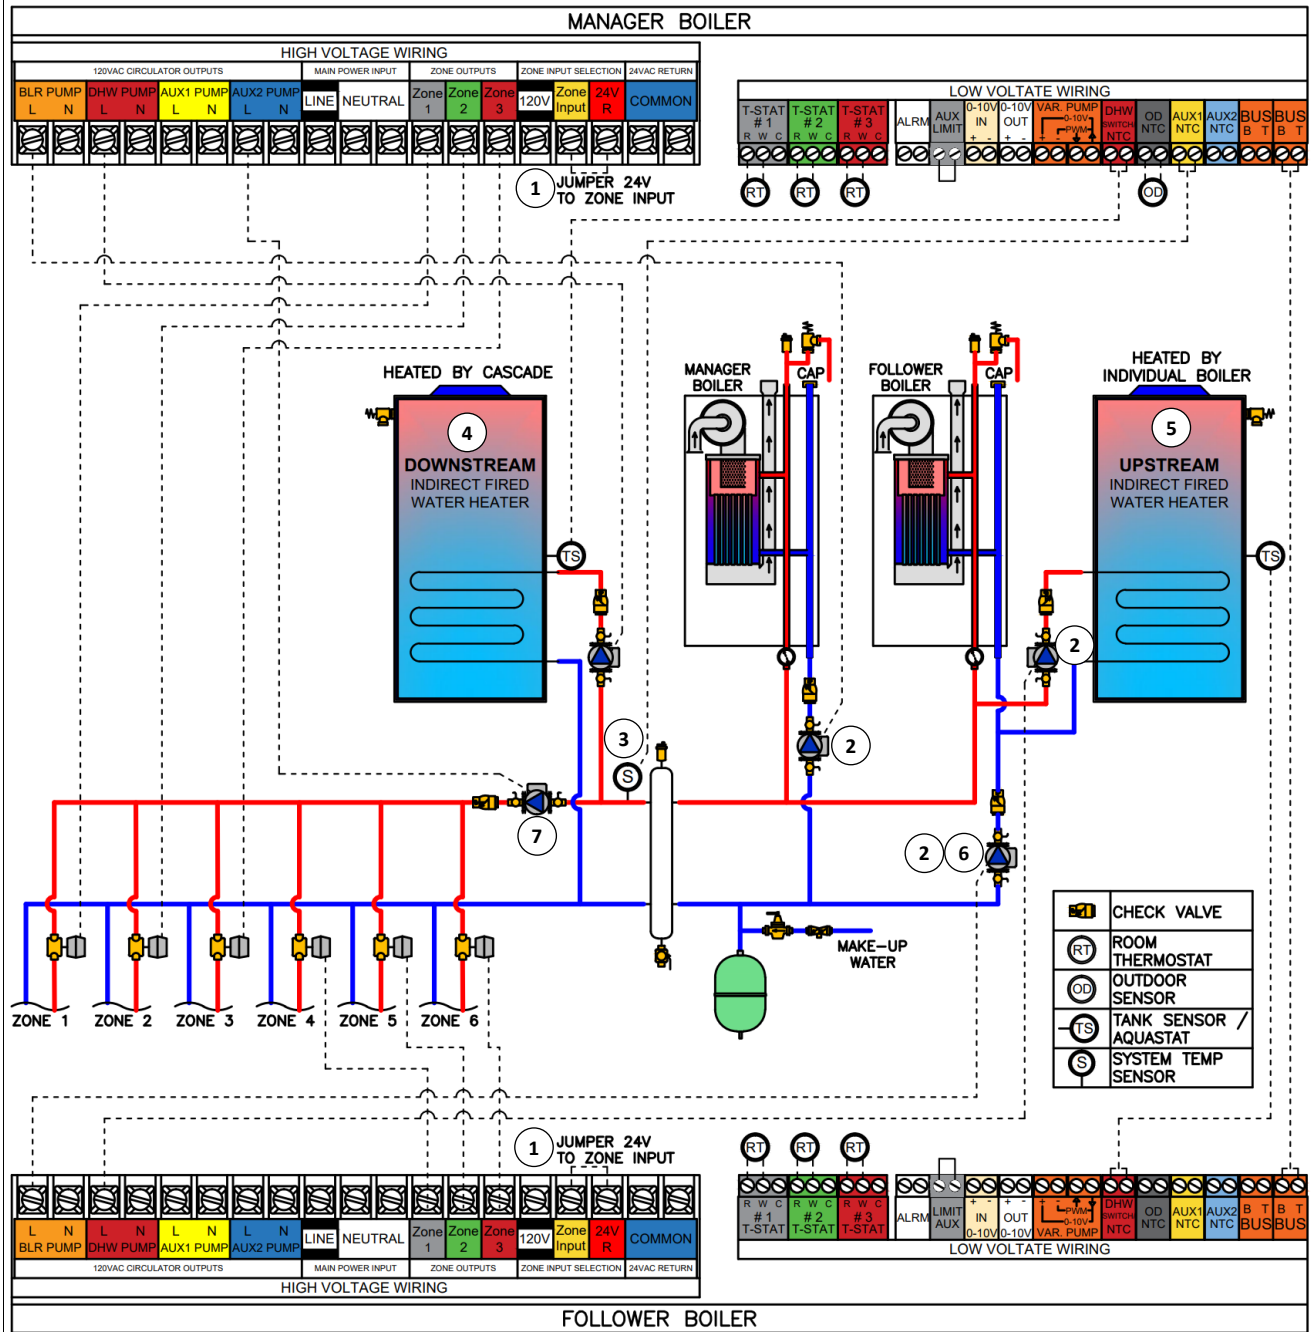 MANAGER BOILER
HIGH VOLTAGE WIRING
120VAC CIRCULATOR OUTPUTS MAIN POWER INPUT ZONE OUTPUTS ZONE INPUT SELECTION 24VAC RETURN
BLR PUMP DHW PUMP AUX1 PUMP AUX2 PUMP LINE NEUTRAL Zone 1 Zone 2 Zone 3 120V Zone Input 24V R COMMON
L N L N L N L N
LOW VOLTATE WIRING
T-STAT # 1 T-STAT # 2 T-STAT # 3 ALRM AUX LIMIT 0-10V IN 0-10V OUT VAR. PUMP 0-10V PWM DHW SWITCH/ NTC OD NTC AUX1 NTC AUX2 NTC BUS BUS
R W C R W C R W C + - + - + - B T B T
1 JUMPER 24V
TO ZONE INPUT
RT RT RT OD
HEATED BY CASCADE
MANAGER
BOILER
CAP
FOLLOWER
BOILER
CAP
HEATED BY
INDIVIDUAL BOILER
4
DOWNSTREAM
INDIRECT FIRED
WATER HEATER
TS
5
UPSTREAM
INDIRECT FIRED
WATER HEATER
TS
2
3
S
2
7
2 6
MAKE-UP
WATER
CHECK VALVE
RT ROOM
THERMOSTAT
OD OUTDOOR
SENSOR
TS TANK SENSOR /
AQUASTAT
S SYSTEM TEMP
SENSOR
ZONE 1 ZONE 2 ZONE 3 ZONE 4 ZONE 5 ZONE 6
1 JUMPER 24V
TO ZONE INPUT
RT RT RT
L N L N L N L N
BLR PUMP DHW PUMP AUX1 PUMP AUX2 PUMP LINE NEUTRAL Zone 1 Zone 2 Zone 3 120V Zone Input 24V R COMMON
120VAC CIRCULATOR OUTPUTS MAIN POWER INPUT ZONE OUTPUTS ZONE INPUT SELECTION 24VAC RETURN
HIGH VOLTAGE WIRING
R W C R W C R W C + - + - + - B T B T
# 1 T-STAT # 2 T-STAT # 3 T-STAT ALRM LIMIT AUX IN 0-10V OUT 0-10V PWM 0-10V VAR. PUMP DHW SWITCH/ NTC OD NTC AUX1 NTC AUX2 NTC BUS BUS
LOW VOLTATE WIRING
FOLLOWER BOILER